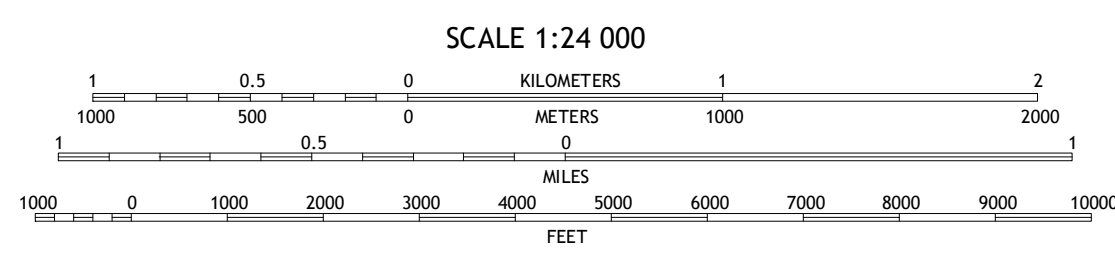 SCALE 1:24 000
1 0.5 0 KILOMETERS 1 2
1000 500 0 METERS 1000 2000
1 0.5 0 1
MILES
1000 0 1000 2000 3000 4000 5000 6000 7000 8000 9000 10000
FEET